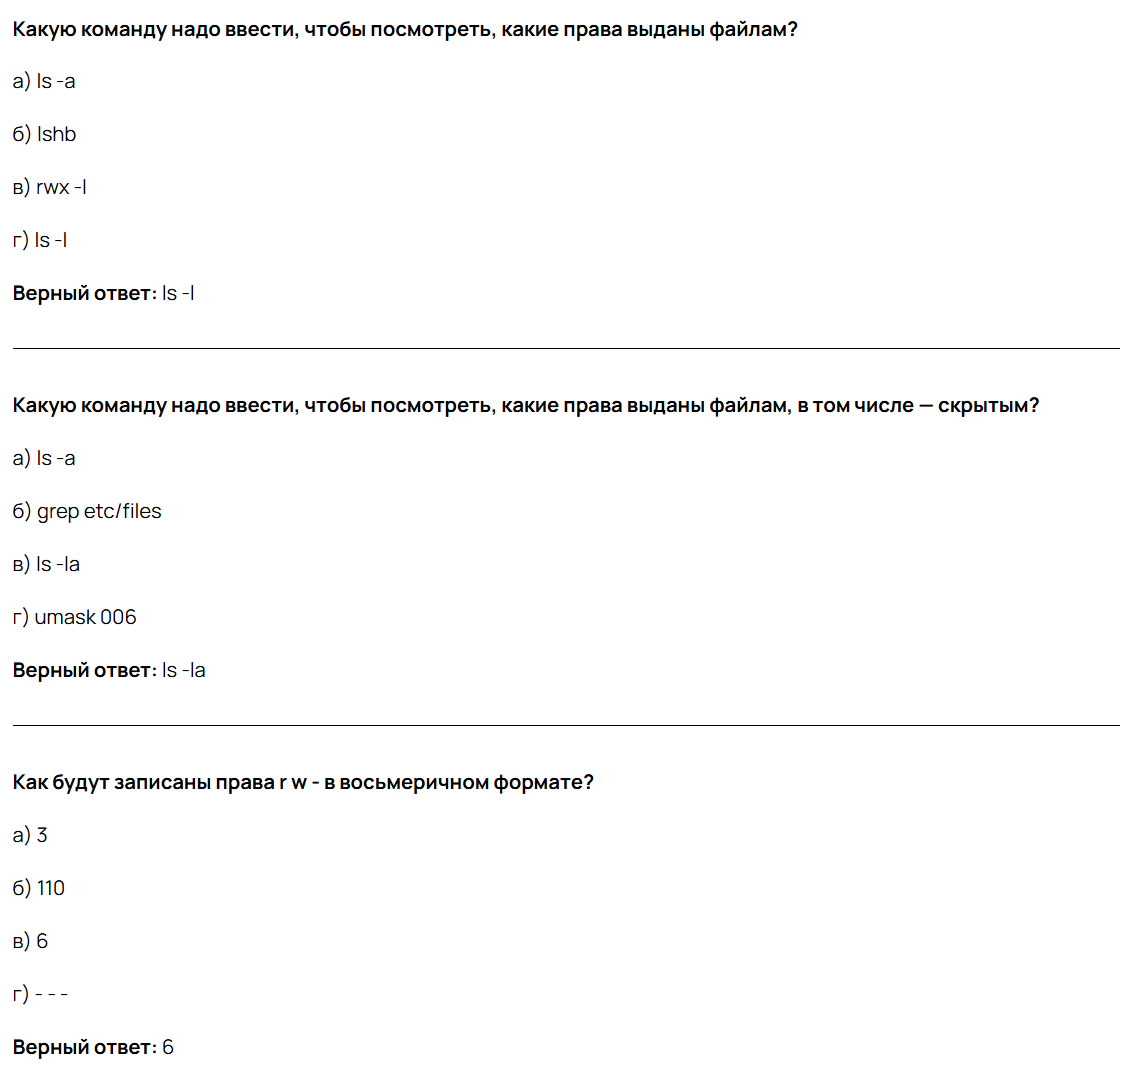 Какую команду надо ввести, чтобы посмотреть, какие права выданы файлам?
а) ls -a
б) lshb
в) rwx -l
г) ls -l
Верный ответ: ls -l
Какую команду надо ввести, чтобы посмотреть, какие права выданы файлам, в том числе — скрытым?
а) ls -a
б) grep etc/files
в) ls -la
г) umask 006
Верный ответ: ls -la
Как будут записаны права r w - в восьмеричном формате?
а) 3
б) 110
в) 6
г) - - -
Верный ответ: 6